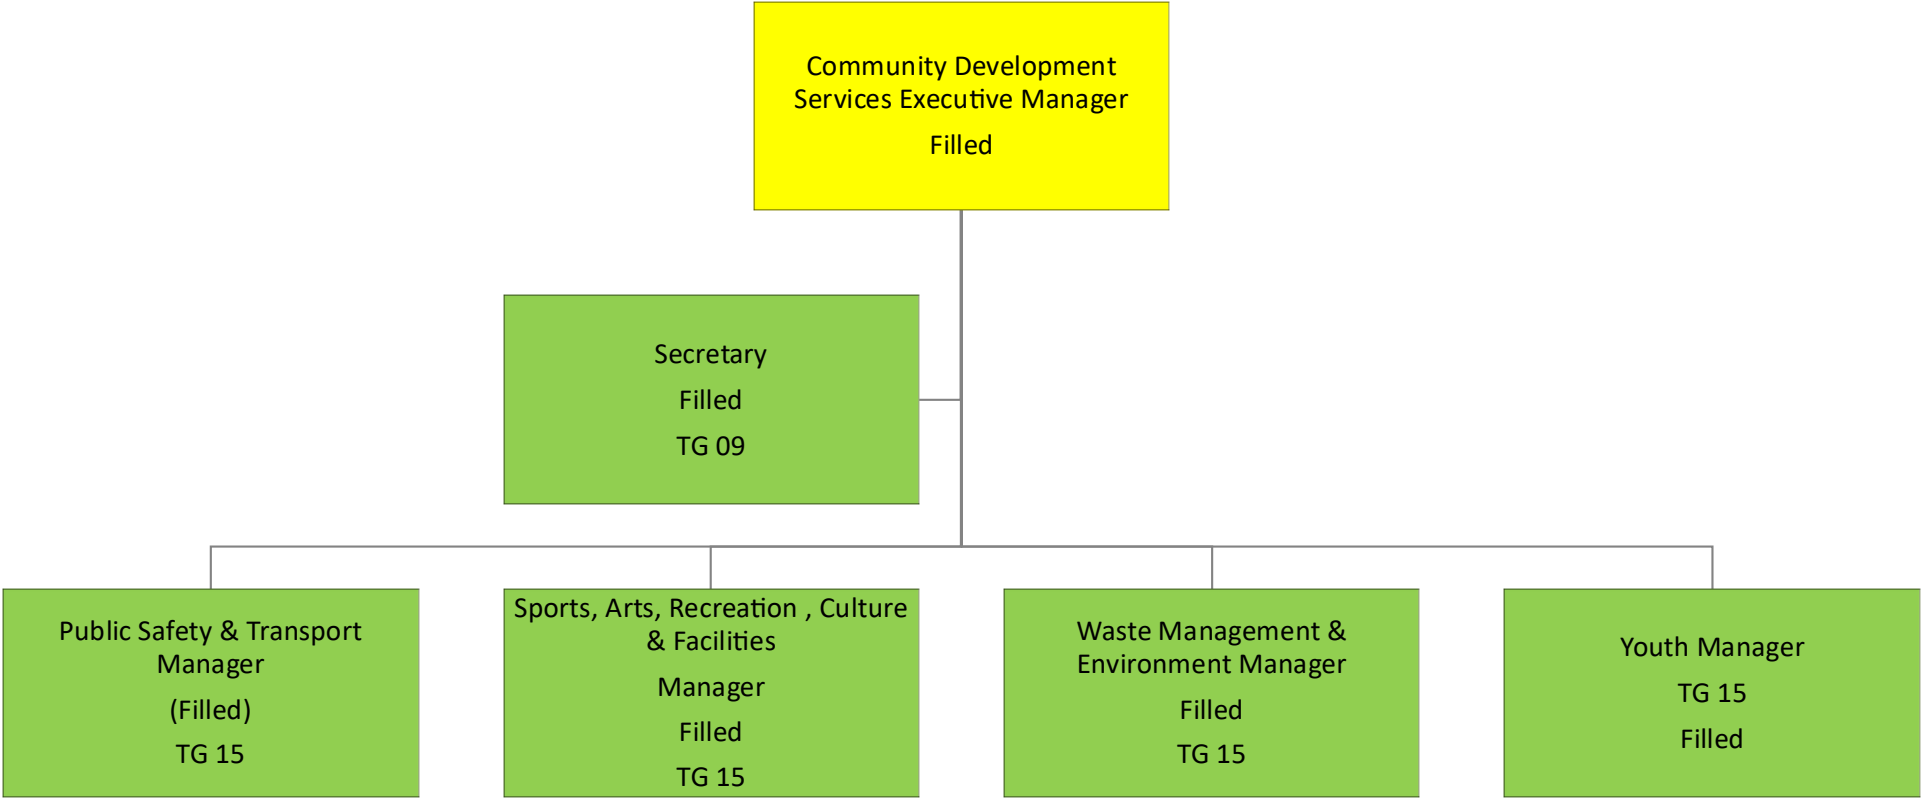 Community Development
Services Executive Manager
Filled
Secretary
Filled
TG 09
Public Safety & Transport
Manager
(Filled)
TG 15
Sports, Arts, Recreation , Culture
& Facilities
Manager
Filled
TG 15
Waste Management &
Environment Manager
Filled
TG 15
Youth Manager
TG 15
Filled